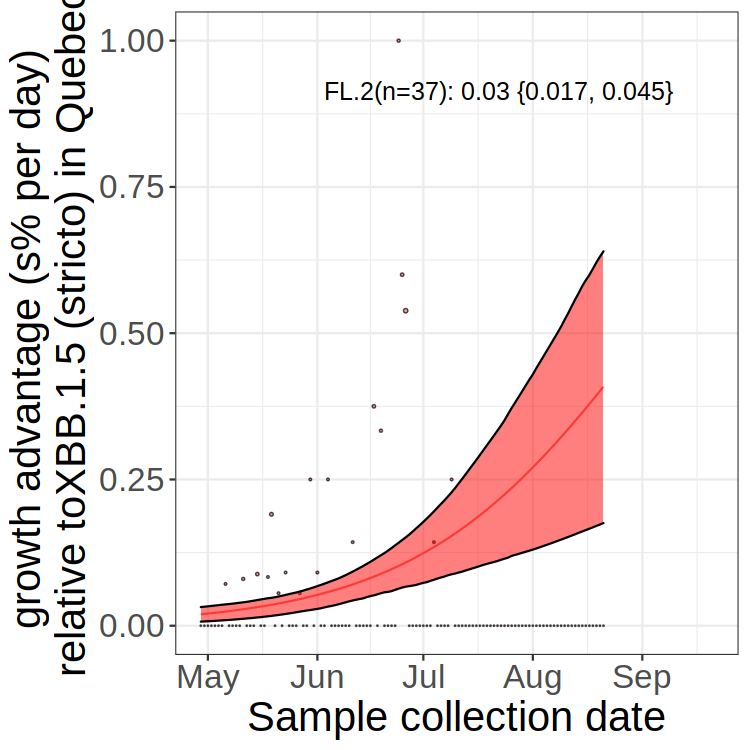 growth advantage (s% per day)
relative toXBB.1.5 (stricto) in Quebec
1.00
0.75
0.50
0.25
0.00
FL.2(n=37): 0.03 {0.017, 0.045}
May Jun Jul Aug Sep
Sample collection date